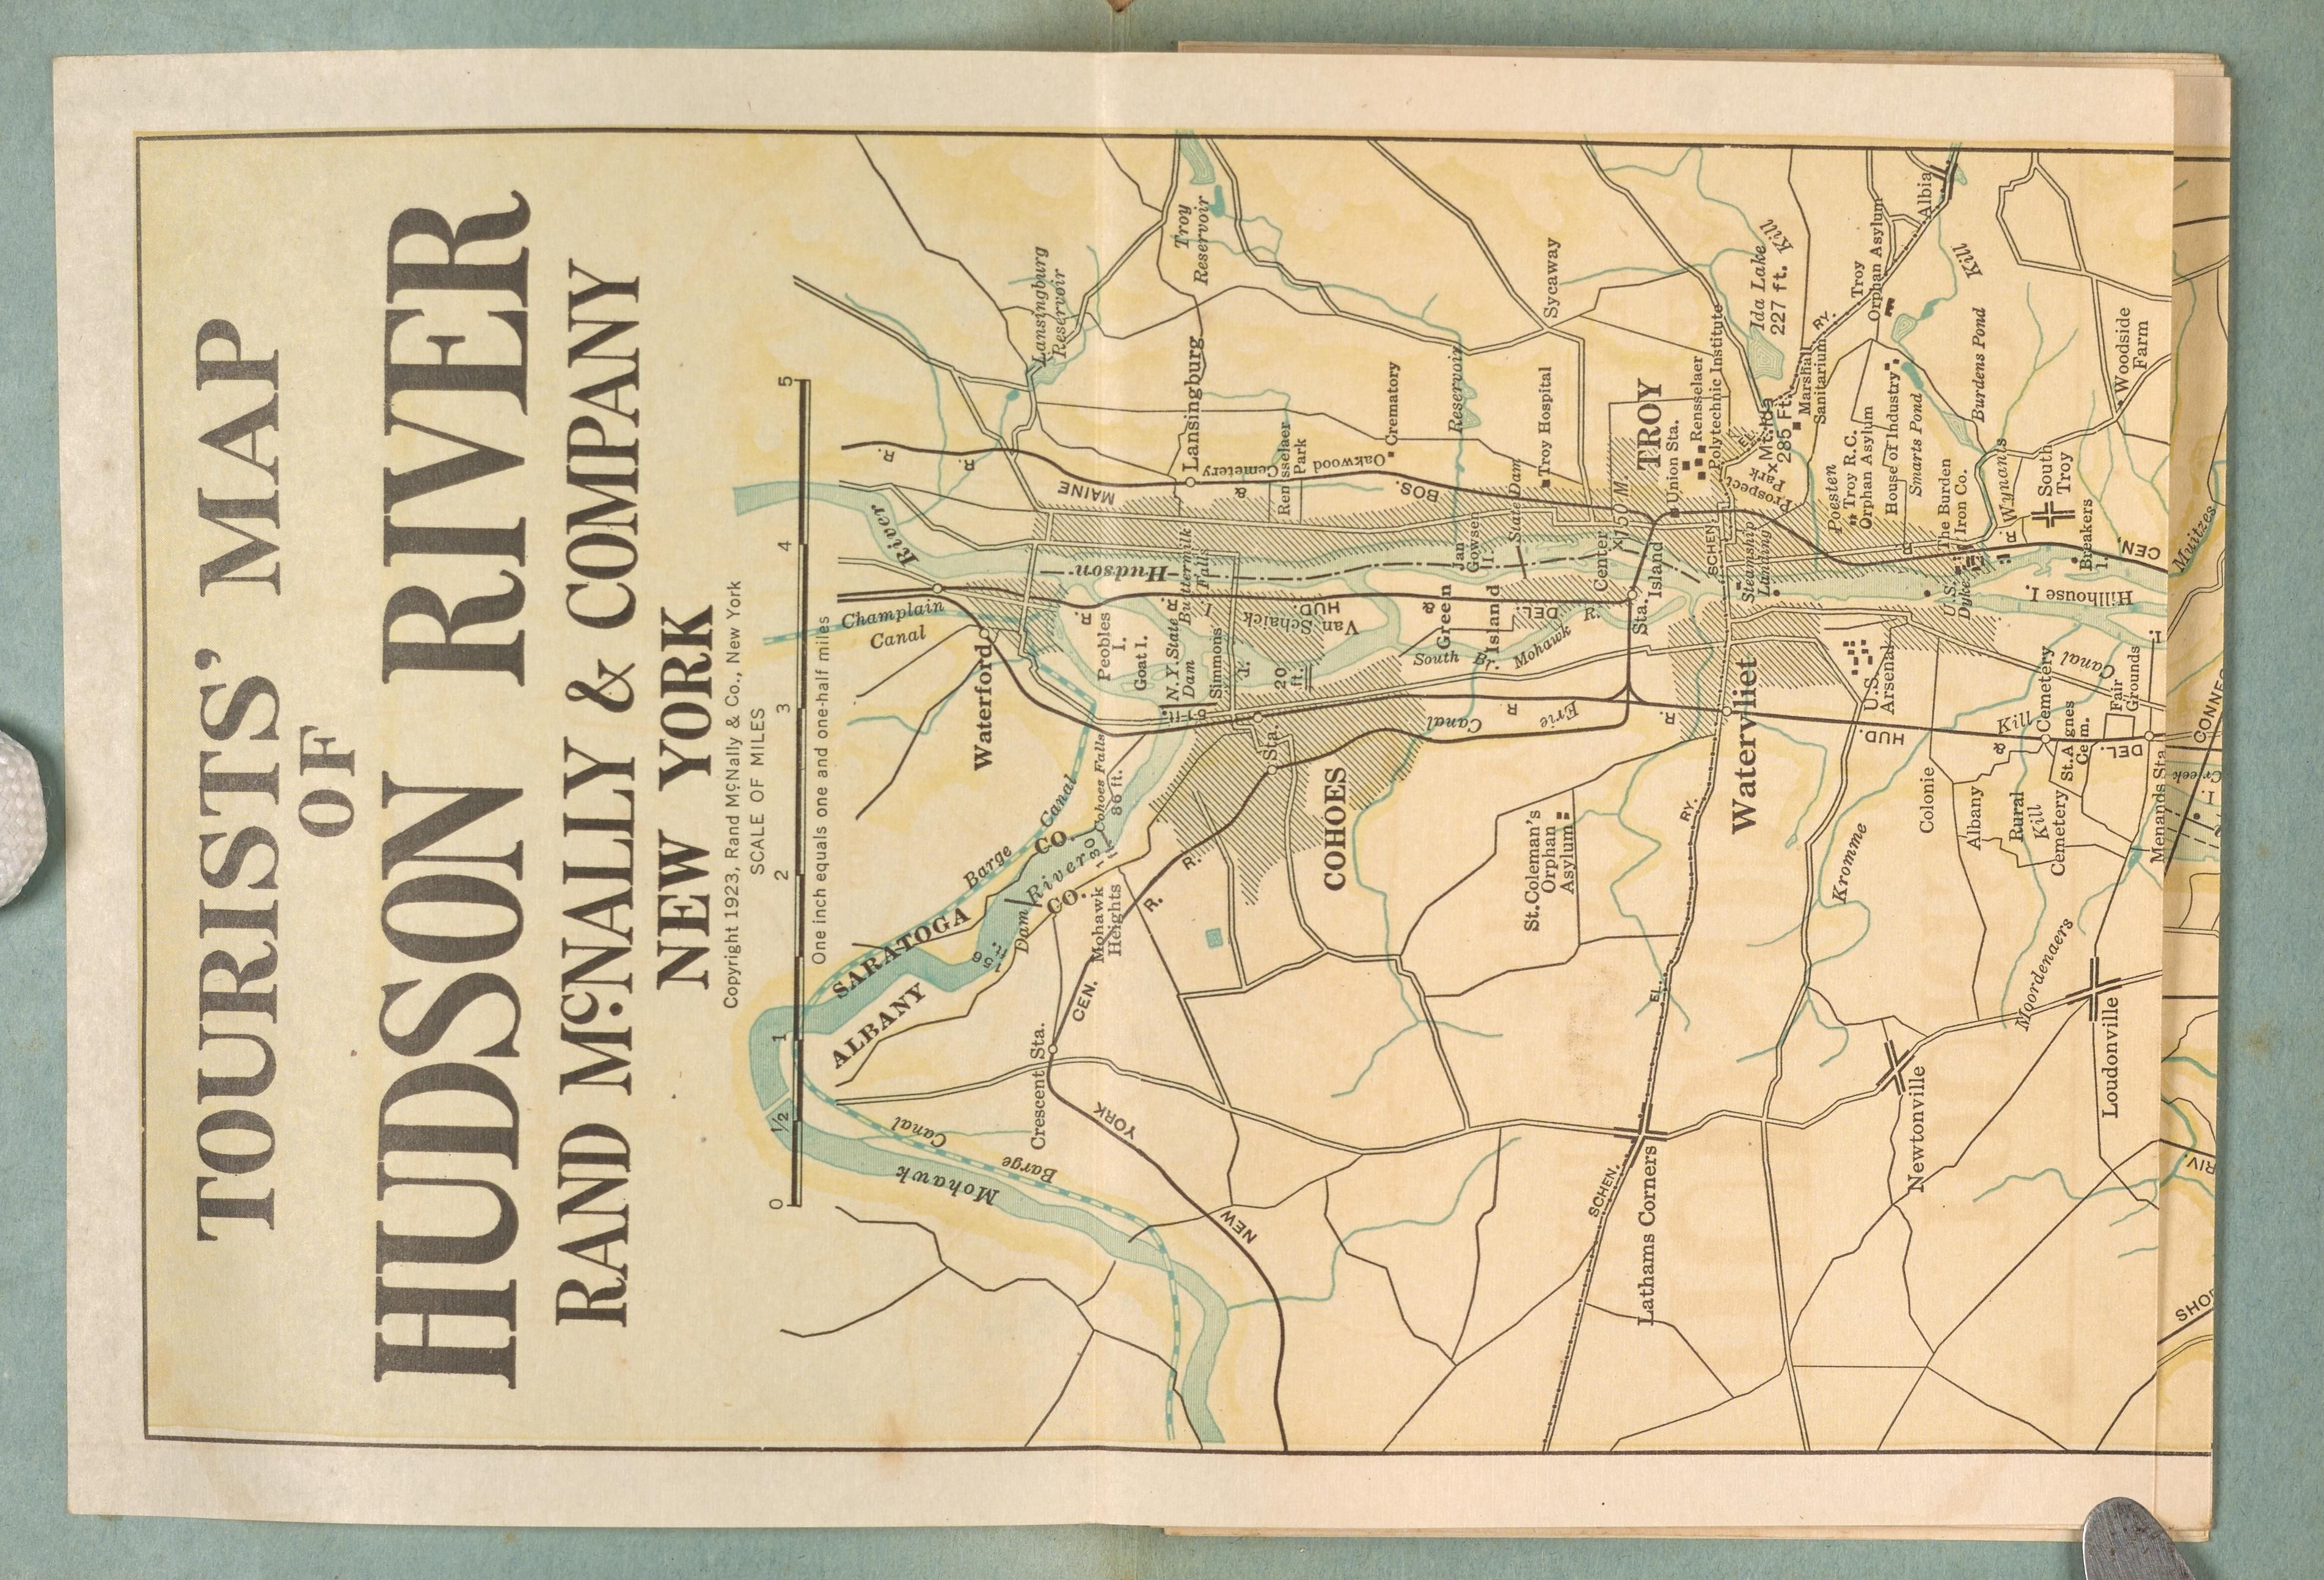 TOURISTS' MAP
OF
HUDSON RIVER
RAND McNALLY & COMPANY
NEW YORK
Copyright 1923, Rand McNally & Co., New York
SCALE OF MILES
0 ½ 1 2 3 4 5
One inch equals one and one-half miles
River
Champlain
Canal
Lansingburg
Reservoir
Troy
Reservoir
Waterford
SARATOGA CO.
ALBANY CO.
Barge Canal
Mohawk
Barge Canal
River
Dam
156 ft.
Cohoes Falls
86 ft.
Mohawk
Heights
Crescent Sta.
NEW YORK CEN. R. R.
Hudson
MAINE
R. R.
Lansingburg
Peobles
I.
Goat I.
N.Y. State
Dam
Buttermilk
Falls
Simmons
I.
Van Schaick
20
ft.
Rensselaer
Park
Oakwood Cemetery
Crematory
BOS. &
Sta.
COHOES
DEL. & HUD. R.
Green
Island
South Br. Mohawk R.
Erie Canal
R.
Reservoir
Jan
Gowsen
I.
State Dam
Troy Hospital
Sycaway
St. Coleman's
Orphan
Asylum
Center
Island
Sta.
150 M.
TROY
Union Sta.
Rensselaer
Polytechnic Institute
SCHEN. EL. RY.
Lathams Corners
Watervliet
Steamship
Landing
Prospect
Park
Mt. Ida
285 Ft.
Ida Lake
227 ft.
Kill
Marshall
Sanitarium
EL. RY.
Poesten
Troy R.C.
Orphan Asylum
Troy
Orphan Asylum
House of Industry
Smarts Pond
Albia
U.S.
Arsenal
HUD.
Kromme
Kill
Newtonville
The Burden
Iron Co.
U.S.
Dyke
Burdens Pond
Wynants
Kill
R.
South
Troy
Breakers
I.
Hillhouse I.
CEN.
Woodside
Farm
Colonie
Albany
Rural
Cemetery
Kill
Moordenaers
Cemetery
St. Agnes
Cem.
Fair
Grounds
Canal
DEL. &
Menands Sta.
Loudonville
Muitzes
CONNEC
Creek
I.
RIV.
SHO